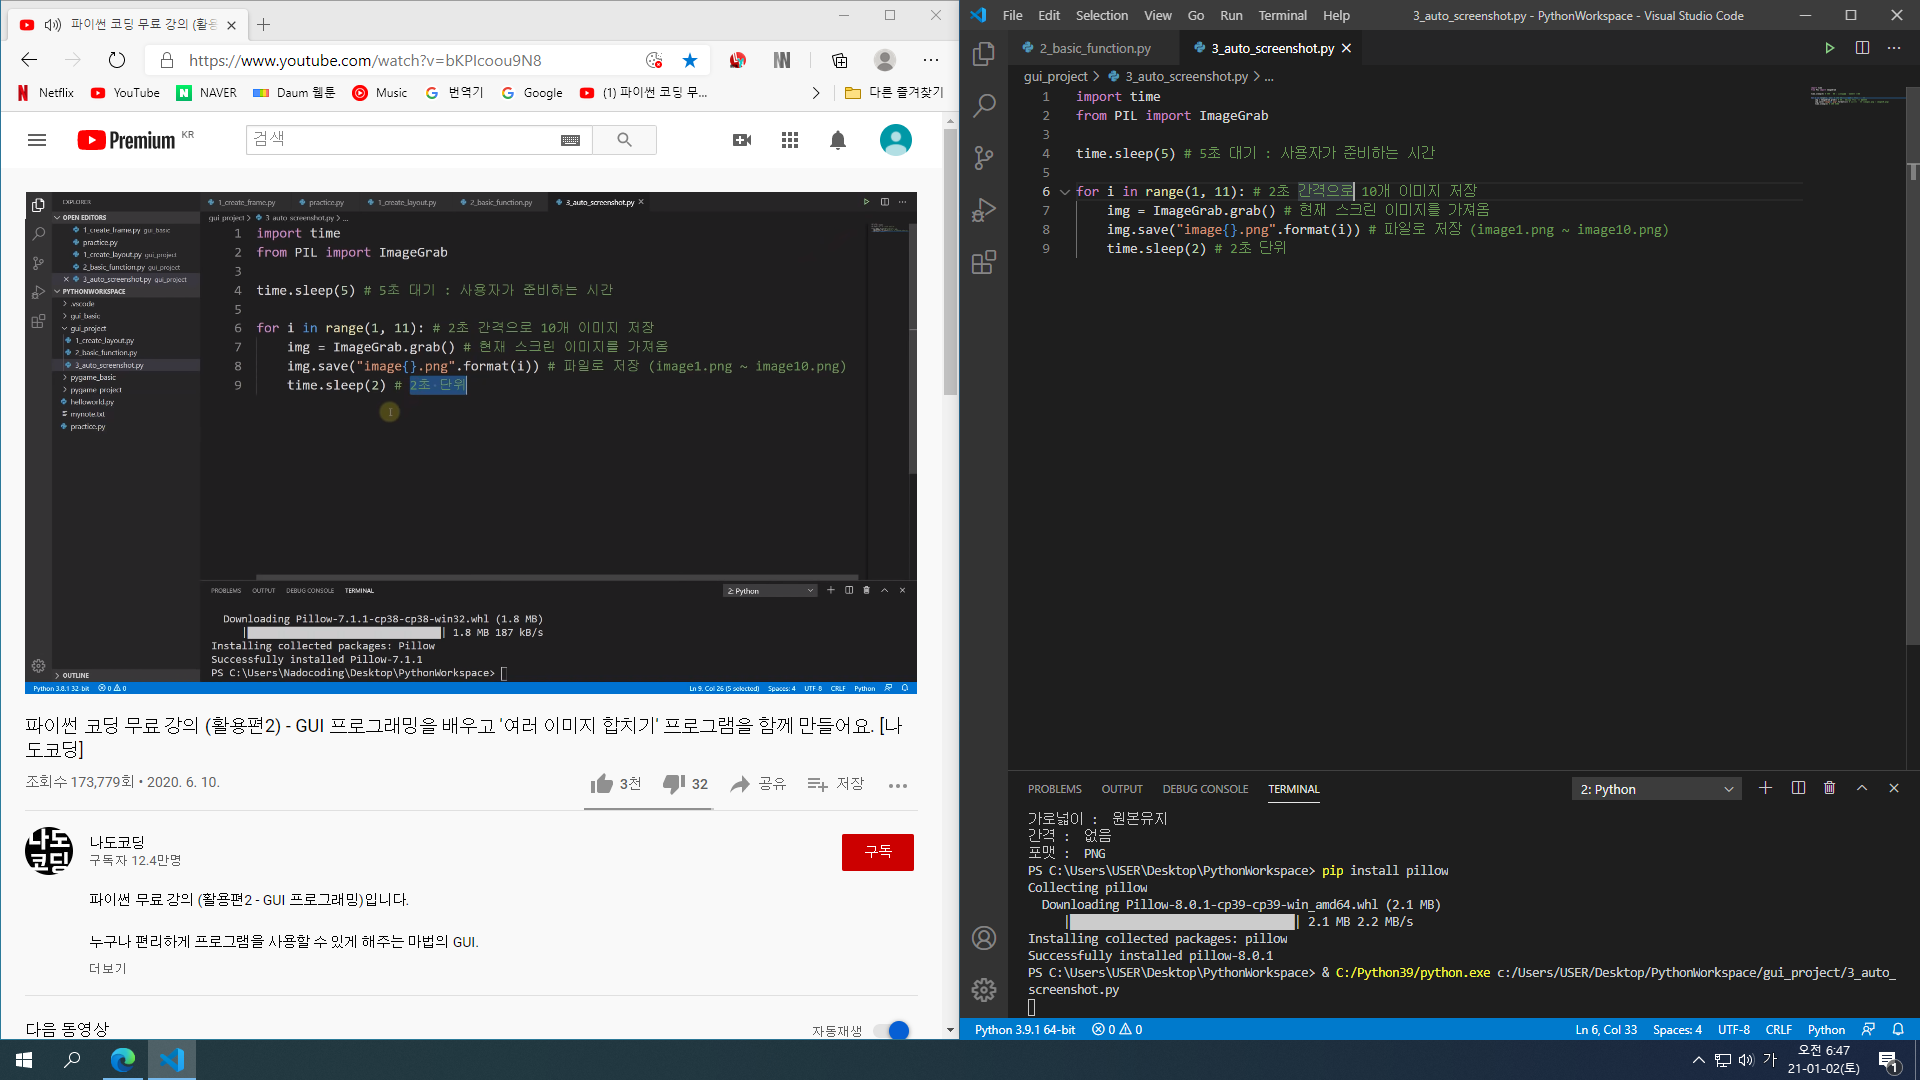 파이썬 코딩 무료 강의 (활용
https://www.youtube.com/watch?v=bKPIcoou9N8
Netflix
YouTube
NAVER
Daum 웹툰
Music
번역기
Google
(1) 파이썬 코딩 무...
다른 즐겨찾기
Premium KR
검색
EXPLORER
OPEN EDITORS
1_create_frame.py gui_basic
practice.py
1_create_layout.py gui_project
2_basic_function.py gui_project
3_auto_screenshot.py gui_project
PYTHONWORKSPACE
.vscode
gui_basic
gui_project
1_create_layout.py
2_basic_function.py
3_auto_screenshot.py
pygame_basic
pygame_project
helloworld.py
mynote.txt
practice.py
OUTLINE
1_create_frame.py
practice.py
1_create_layout.py
2_basic_function.py
3_auto_screenshot.py
gui_project > 3_auto_screenshot.py > ...
1 import time
2 from PIL import ImageGrab
3
4 time.sleep(5) # 5초 대기 : 사용자가 준비하는 시간
5
6 for i in range(1, 11): # 2초 간격으로 10개 이미지 저장
7 img = ImageGrab.grab() # 현재 스크린 이미지를 가져옴
8 img.save("image{}.png".format(i)) # 파일로 저장 (image1.png ~ image10.png)
9 time.sleep(2) # 2초 단위
PROBLEMS OUTPUT DEBUG CONSOLE TERMINAL
2: Python
Downloading Pillow-7.1.1-cp38-cp38-win32.whl (1.8 MB)
1.8 MB 187 kB/s
Installing collected packages: Pillow
Successfully installed Pillow-7.1.1
PS C:\Users\Nadocoding\Desktop\PythonWorkspace>
Python 3.8.1 32-bit 0 0
Ln 9, Col 26 (5 selected) Spaces: 4 UTF-8 CRLF Python
파이썬 코딩 무료 강의 (활용편2) - GUI 프로그래밍을 배우고 '여러 이미지 합치기' 프로그램을 함께 만들어요. [나
도코딩]
조회수 173,779회 • 2020. 6. 10.
3천
32
공유
저장
나도
코딩
나도코딩
구독자 12.4만명
구독
파이썬 무료 강의 (활용편2 - GUI 프로그래밍)입니다.
누구나 편리하게 프로그램을 사용할 수 있게 해주는 마법의 GUI.
더보기
다음 동영상
자동재생
File Edit Selection View Go Run Terminal Help
3_auto_screenshot.py - PythonWorkspace - Visual Studio Code
2_basic_function.py
3_auto_screenshot.py
gui_project > 3_auto_screenshot.py > ...
1 import time
2 from PIL import ImageGrab
3
4 time.sleep(5) # 5초 대기 : 사용자가 준비하는 시간
5
6 for i in range(1, 11): # 2초 간격으로 10개 이미지 저장
7 img = ImageGrab.grab() # 현재 스크린 이미지를 가져옴
8 img.save("image{}.png".format(i)) # 파일로 저장 (image1.png ~ image10.png)
9 time.sleep(2) # 2초 단위
PROBLEMS OUTPUT DEBUG CONSOLE TERMINAL
2: Python
가로넓이 : 원본유지
간격 : 없음
포맷 : PNG
PS C:\Users\USER\Desktop\PythonWorkspace> pip install pillow
Collecting pillow
Downloading Pillow-8.0.1-cp39-cp39-win_amd64.whl (2.1 MB)
2.1 MB 2.2 MB/s
Installing collected packages: pillow
Successfully installed pillow-8.0.1
PS C:\Users\USER\Desktop\PythonWorkspace> & C:/Python39/python.exe c:/Users/USER/Desktop/PythonWorkspace/gui_project/3_auto_
screenshot.py
Python 3.9.1 64-bit 0 0
Ln 6, Col 33 Spaces: 4 UTF-8 CRLF Python
가
오전 6:47
21-01-02(토)
1